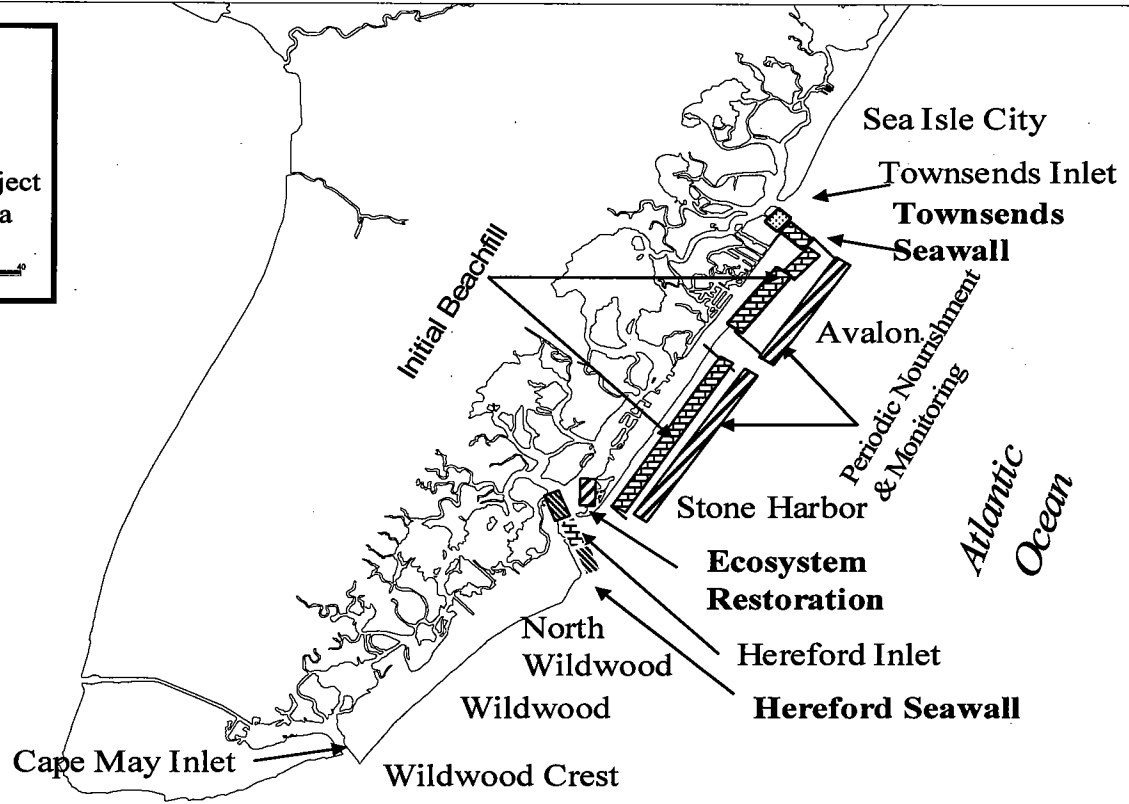 ject
a
40
Sea Isle City
Townsends Inlet
Townsends
Seawall
Initial Beachfill
Avalon
Periodic Nourishment
& Monitoring
Atlantic
Ocean
Stone Harbor
Ecosystem
Restoration
North
Wildwood
Hereford Inlet
Wildwood
Hereford Seawall
Cape May Inlet
Wildwood Crest